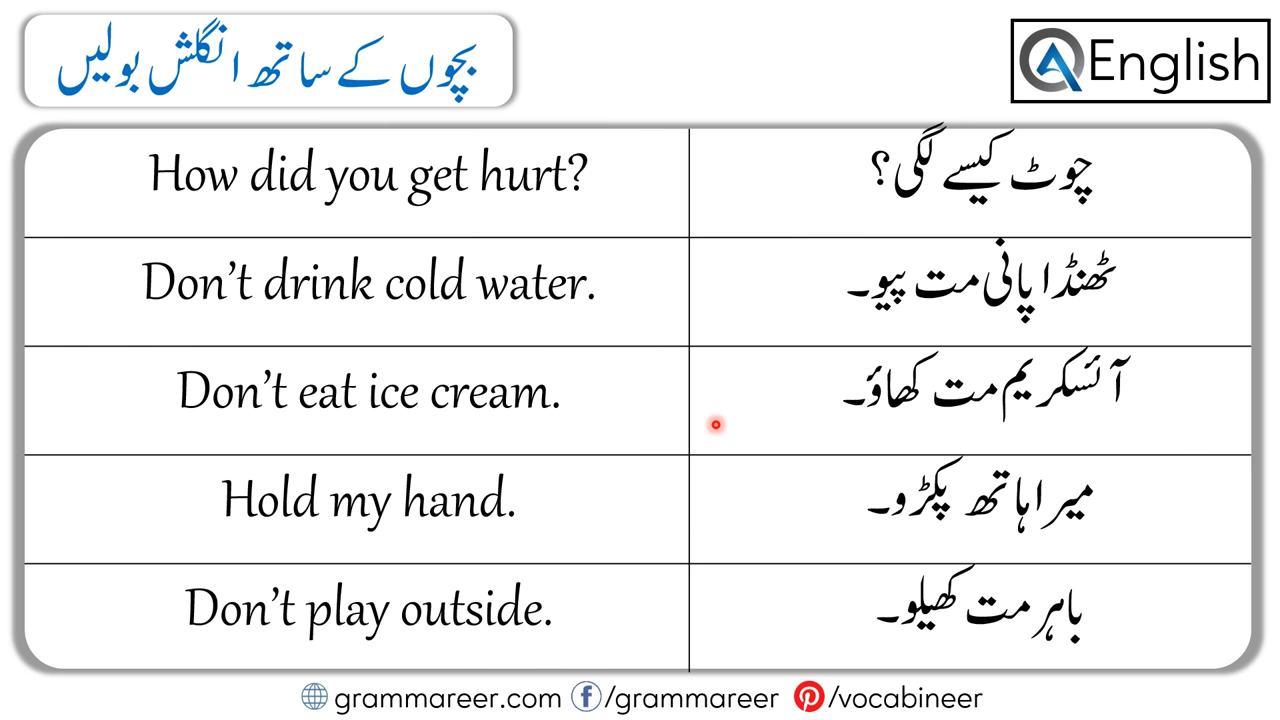 بچوں کے ساتھ انگلش بولیں
AQ English
How did you get hurt?
چوٹ کیسے لگی؟
Don't drink cold water.
ٹھنڈا پانی مت پیو۔
Don't eat ice cream.
آئسکریم مت کھاؤ۔
Hold my hand.
میرا ہاتھ پکڑو۔
Don't play outside.
باہر مت کھیلو۔
grammareer.com /grammareer /vocabineer